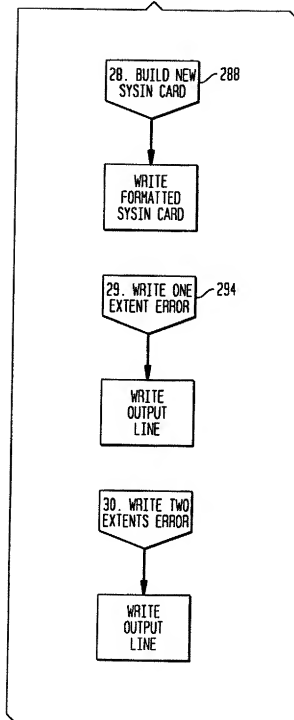 28. BUILD NEW
SYSIN CARD
288
WRITE
FORMATTED
SYSIN CARD
29. WRITE ONE
EXTENT ERROR
294
WRITE
OUTPUT
LINE
30. WRITE TWO
EXTENTS ERROR
WRITE
OUTPUT
LINE